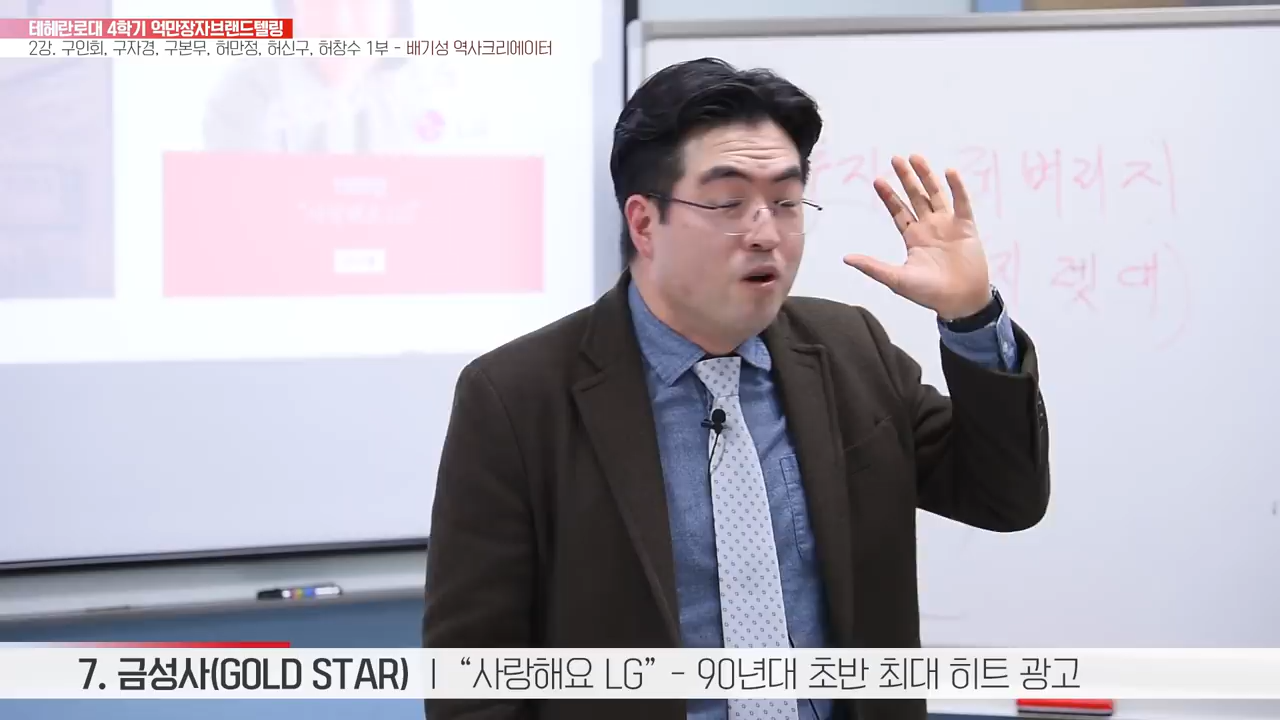 테헤란로대 4학기 억만장자브랜드텔링
2강. 구인회, 구자경, 구본무, 허만정, 허신구, 허창수 1부 - 배기성 역사크리에이터
버리지
7. 금성사(GOLD STAR) | “사랑해요 LG” - 90년대 초반 최대 히트 광고